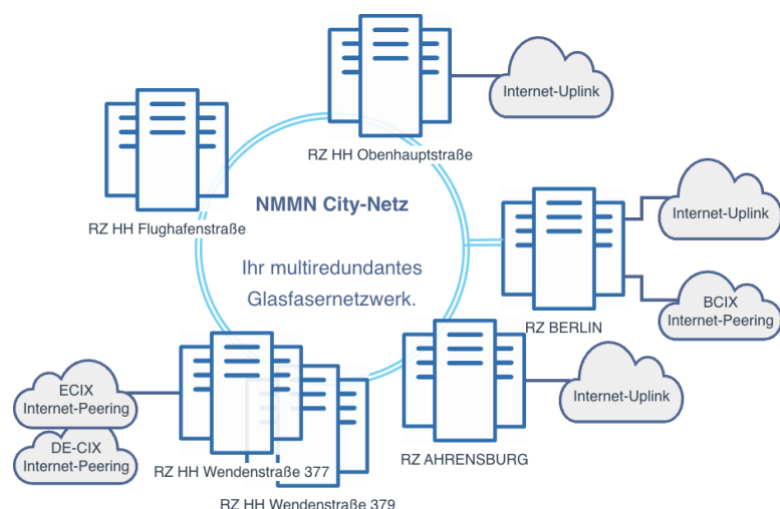 Internet-Uplink
RZ HH Obenhauptstraße
NMMN City-Netz
RZ HH Flughafenstraße
Internet-Uplink
Ihr multiredundantes
Glasfasernetzwerk.
BCIX
Internet-Peering
RZ BERLIN
ECIX
Internet-Peering
Internet-Uplink
DE-CIX
Internet-Peering
RZ AHRENSBURG
RZ HH Wendenstraße 377
RZ HH Wendenstraße 379